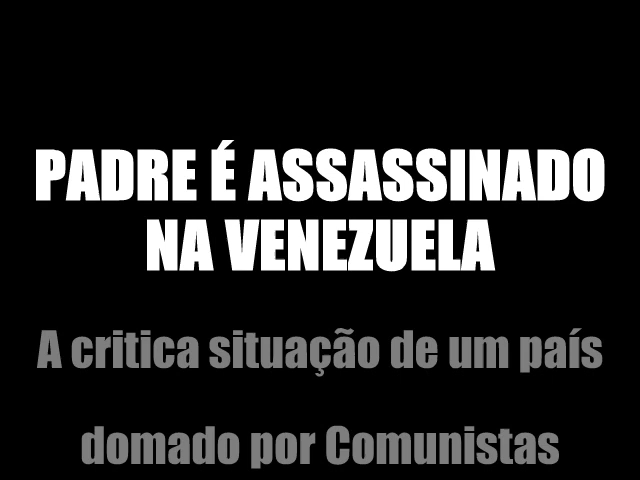 PADRE É ASSASSINADO
NA VENEZUELA
A critica situação de um país
domado por Comunistas